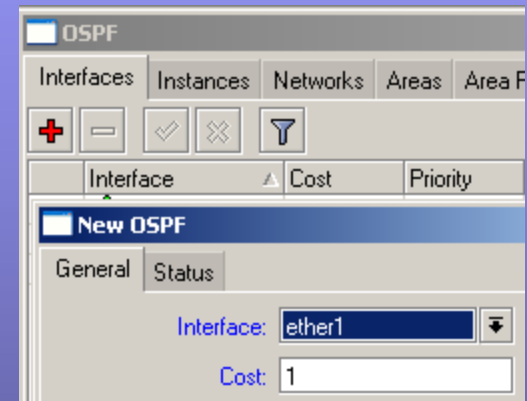 OSPF
Interfaces Instances Networks Areas Area
Interface Cost Priority
New OSPF
General Status
Interface: ether1
Cost: 1